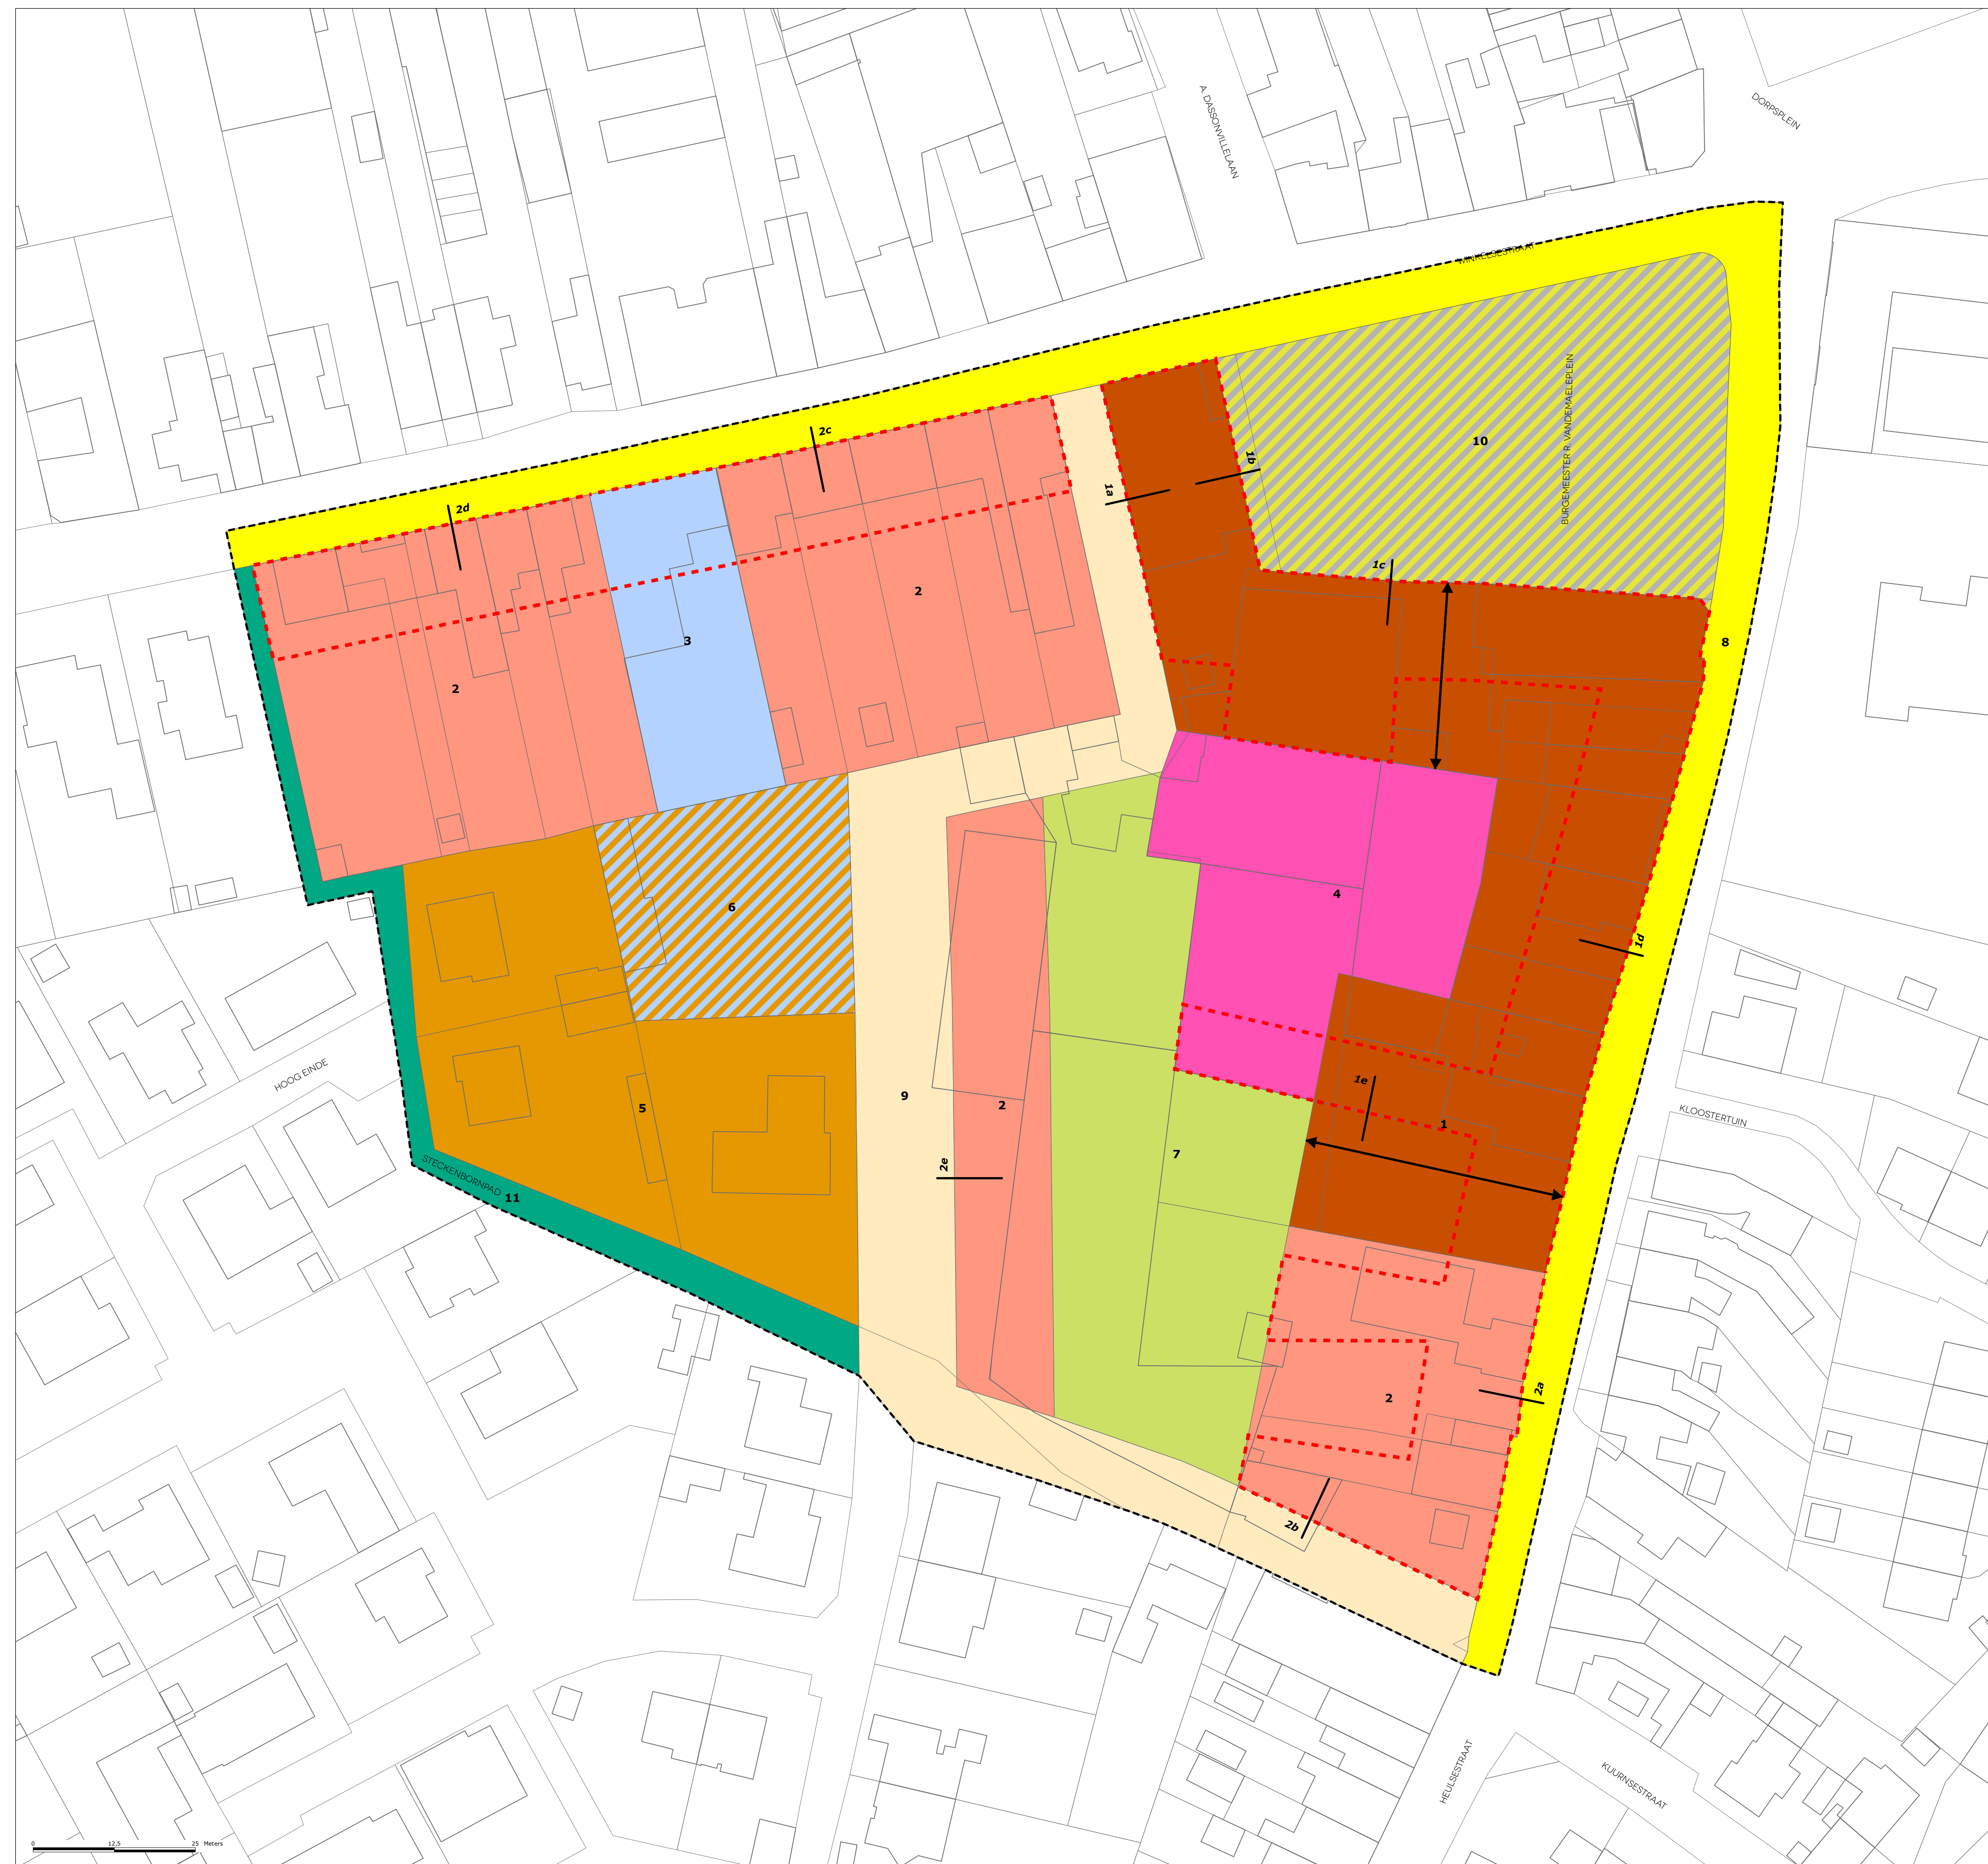 A. DASSONVILLELAAN
DORPSPLEIN
WINKELSESTRAAT
BURGEMEESTER R. VANDEMAELEPLEIN
10
2c
1b
1a
2d
1c
2
3
8
2
4
6
1d
HOOG EINDE
9
2
5
1e
1
KLOOSTERTUIN
7
2e
STECKENBORNPAD
11
2a
2
2b
HEULSESTRAAT
KUURNSESTRAAT
0 12,5 25 Meters